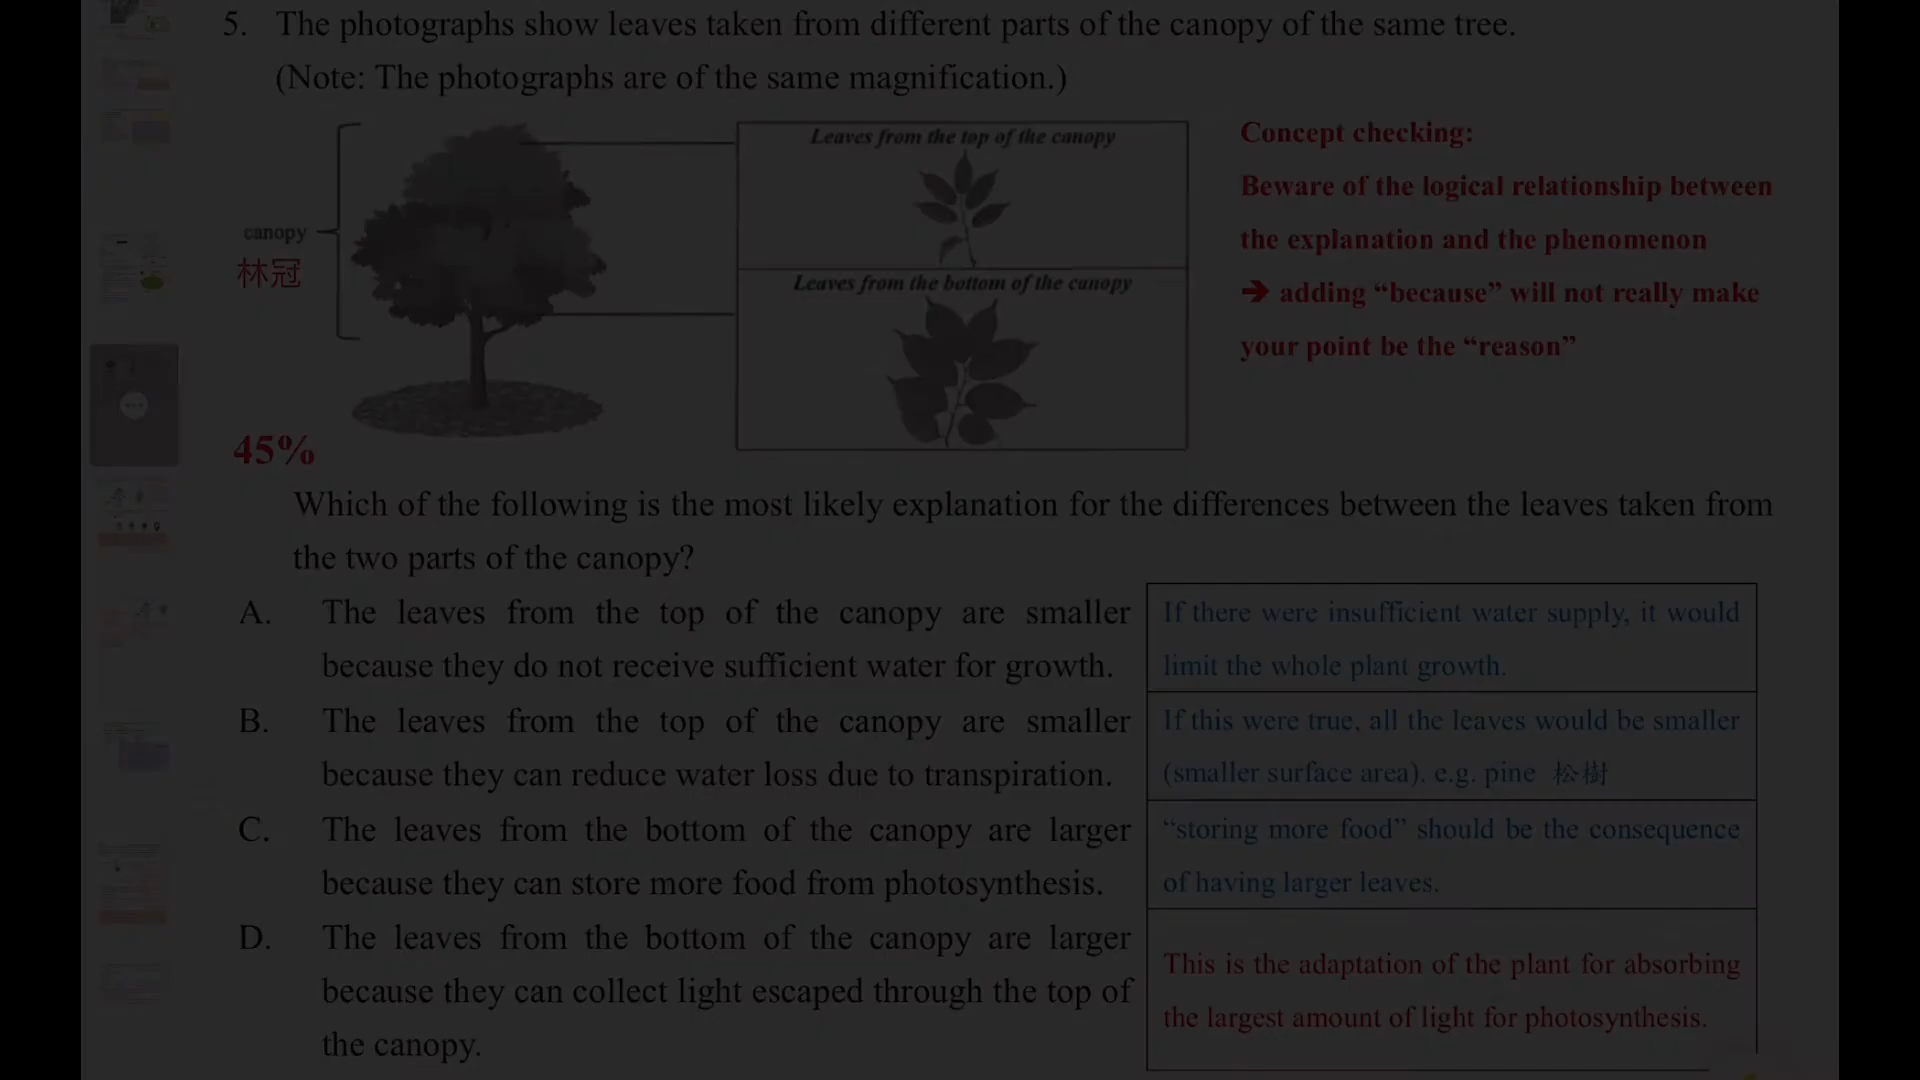 5. The photographs show leaves taken from different parts of the canopy of the same tree.
(Note: The photographs are of the same magnification.)
Leaves from the top of the canopy
canopy
林冠
Leaves from the bottom of the canopy
Concept checking:
Beware of the logical relationship between
the explanation and the phenomenon
➔ adding “because” will not really make
your point be the “reason”
45%
Which of the following is the most likely explanation for the differences between the leaves taken from
the two parts of the canopy?
A. The leaves from the top of the canopy are smaller
because they do not receive sufficient water for growth.
If there were insufficient water supply, it would
limit the whole plant growth.
B. The leaves from the top of the canopy are smaller
because they can reduce water loss due to transpiration.
If this were true, all the leaves would be smaller
(smaller surface area). e.g. pine 松樹
C. The leaves from the bottom of the canopy are larger
because they can store more food from photosynthesis.
“storing more food” should be the consequence
of having larger leaves.
D. The leaves from the bottom of the canopy are larger
because they can collect light escaped through the top of
the canopy.
This is the adaptation of the plant for absorbing
the largest amount of light for photosynthesis.